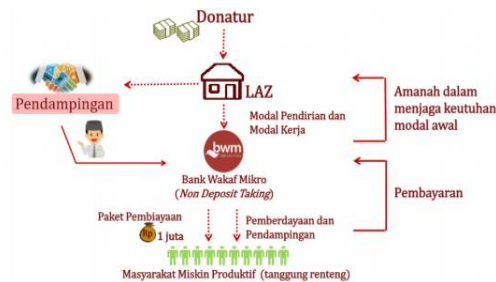 Donatur
LAZ
Pendampingan
Amanah dalam
menjaga keutuhan
modal awal
Modal Pendirian dan
Modal Kerja
bwm
Bank Wakaf Mikro
(Non Deposit Taking)
Pembayaran
Paket Pembiayaan
Rp
1 juta
Pemberdayaan dan
Pendampingan
Masyarakat Miskin Produktif (tanggung renteng)